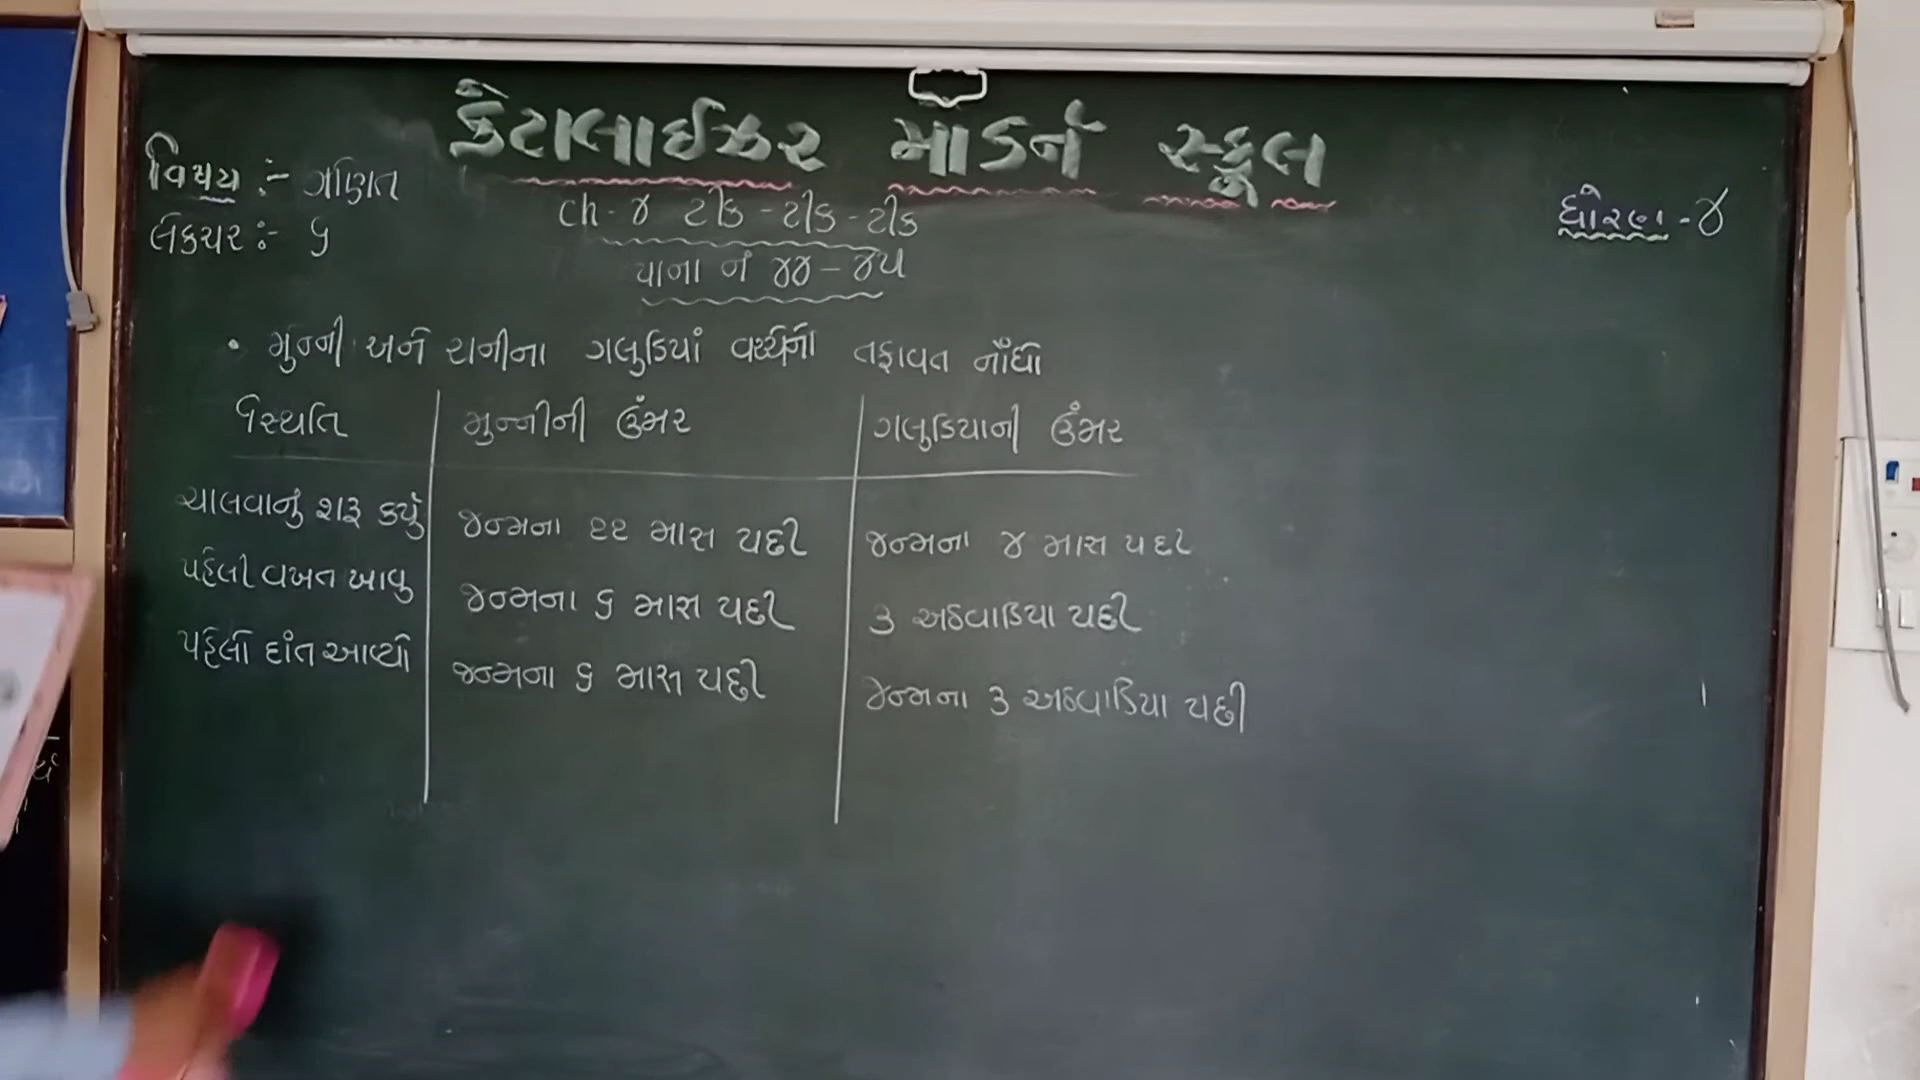 કેટાલાઈઝર મોડર્ન સ્કૂલ
વિષય :- ગણિત
ધોરણ - ૪
લેકચર :- ૬
ch - ૪ ટીક - ટીક - ટીક
પાના નં ૪૪ - ૪૫
• મુન્ની અને રાનીના ગલુડિયાં વચ્ચેનો તફાવત નોંધો
સ્થિતિ મુન્નીની ઉંમર ગલુડિયાની ઉંમર
ચાલવાનું શરૂ કર્યું જન્મના ૨૨ માસ પછી જન્મના ૪ માસ પછી
પહેલી વખત ખાવુ જન્મના ૬ માસ પછી ૩ અઠવાડિયા પછી
પહેલો દાંત આવ્યો જન્મના ૬ માસ પછી જન્મના ૩ અઠવાડિયા પછી